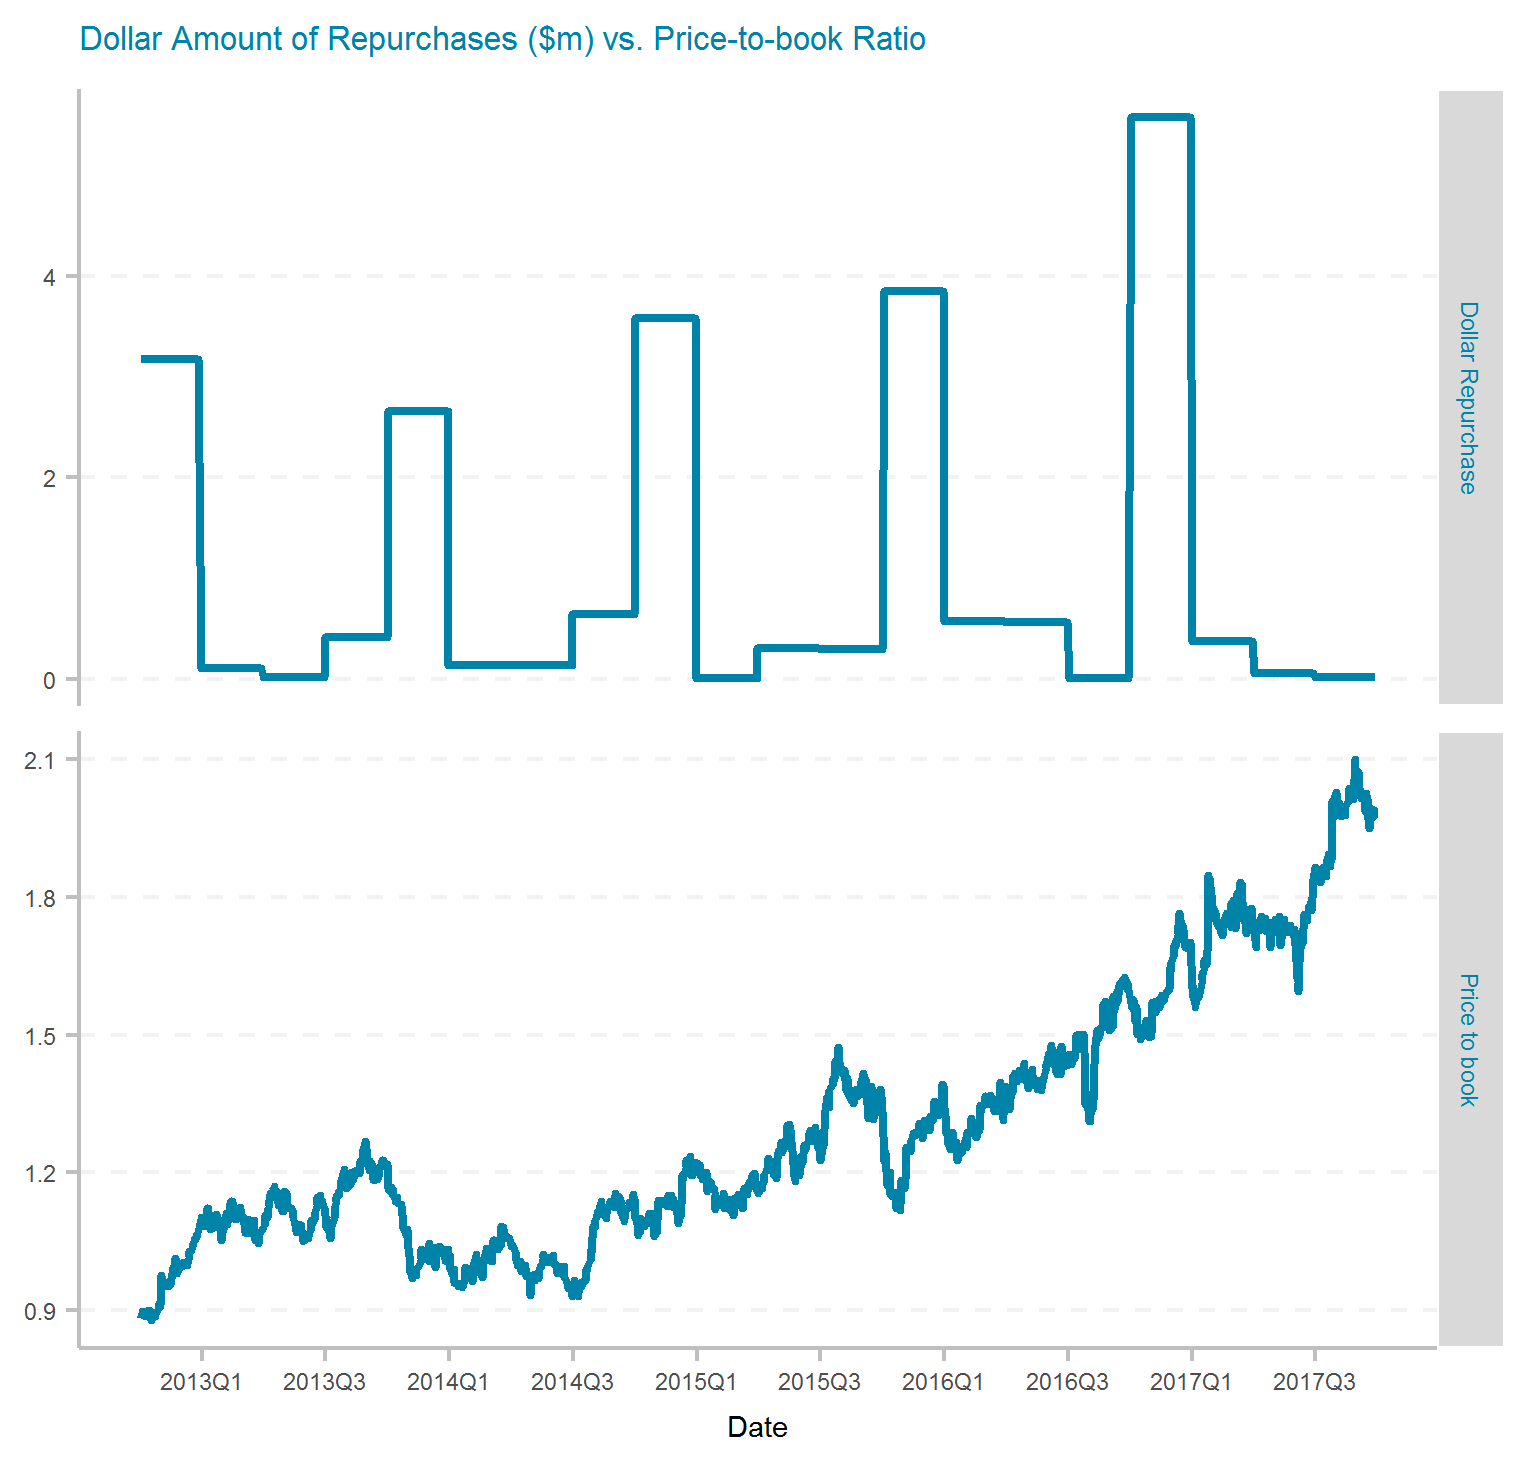 Dollar Amount of Repurchases ($m) vs. Price-to-book Ratio
4
2
0
Dollar Repurchase
2.1
1.8
1.5
1.2
0.9
Price to book
2013Q1 2013Q3 2014Q1 2014Q3 2015Q1 2015Q3 2016Q1 2016Q3 2017Q1 2017Q3
Date